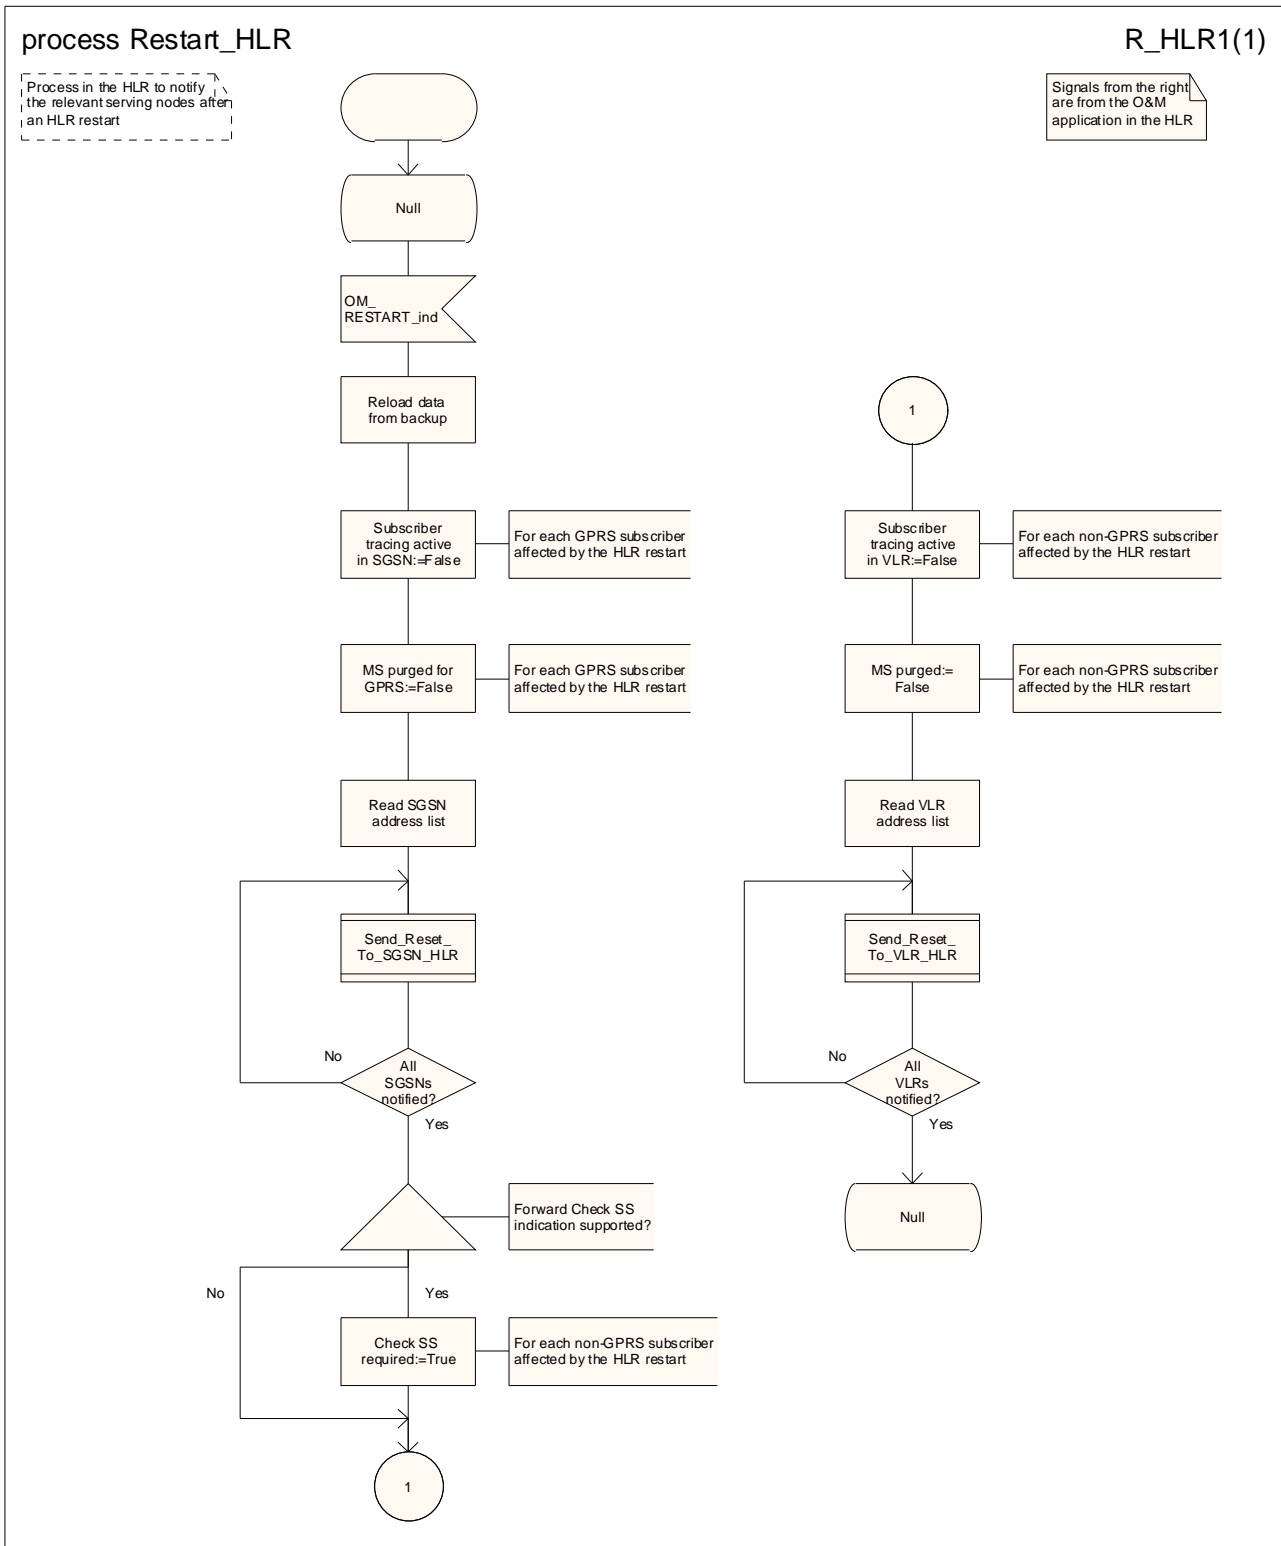 process Restart_HLR
R_HLR1(1)
Process in the HLR to notify
the relevant serving nodes after
an HLR restart
Signals from the right
are from the O&M
application in the HLR
Null
OM_
RESTART_ind
Reload data
from backup
Subscriber
tracing active
in SGSN:=False
For each GPRS subscriber
affected by the HLR restart
MS purged for
GPRS:=False
For each GPRS subscriber
affected by the HLR restart
Read SGSN
address list
Send_Reset_
To_SGSN_HLR
No
All
SGSNs
notified?
Yes
Forward Check SS
indication supported?
No
Yes
Check SS
required:=True
For each non-GPRS subscriber
affected by the HLR restart
1
1
Subscriber
tracing active
in VLR:=False
For each non-GPRS subscriber
affected by the HLR restart
MS purged:=
False
For each non-GPRS subscriber
affected by the HLR restart
Read VLR
address list
Send_Reset_
To_VLR_HLR
No
All
VLRs
notified?
Yes
Null